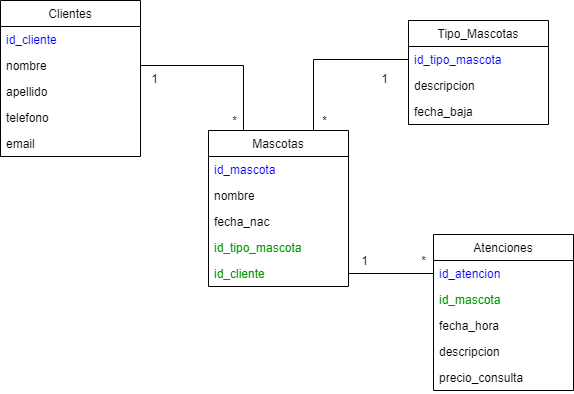 Clientes
id_cliente
nombre
apellido
telefono
email
1
*
Tipo_Mascotas
id_tipo_mascota
descripcion
fecha_baja
1
*
Mascotas
id_mascota
nombre
fecha_nac
id_tipo_mascota
id_cliente
1
*
Atenciones
id_atencion
id_mascota
fecha_hora
descripcion
precio_consulta